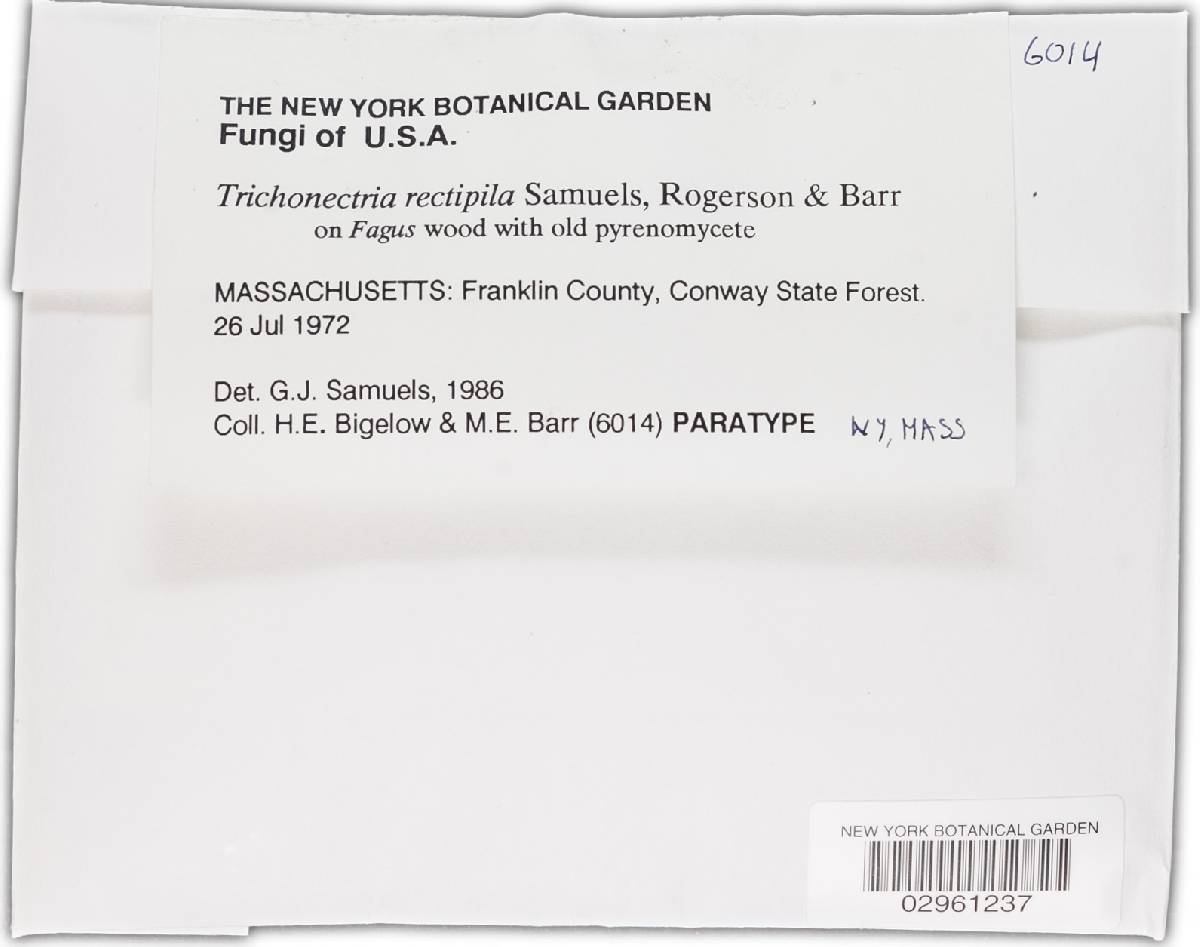 6014
THE NEW YORK BOTANICAL GARDEN
Fungi of U.S.A.
Trichonectria rectipila Samuels, Rogerson & Barr
on Fagus wood with old pyrenomycete
MASSACHUSETTS: Franklin County, Conway State Forest.
26 Jul 1972
Det. G.J. Samuels, 1986
Coll. H.E. Bigelow & M.E. Barr (6014) PARATYPE NY, MASS
NEW YORK BOTANICAL GARDEN
02961237